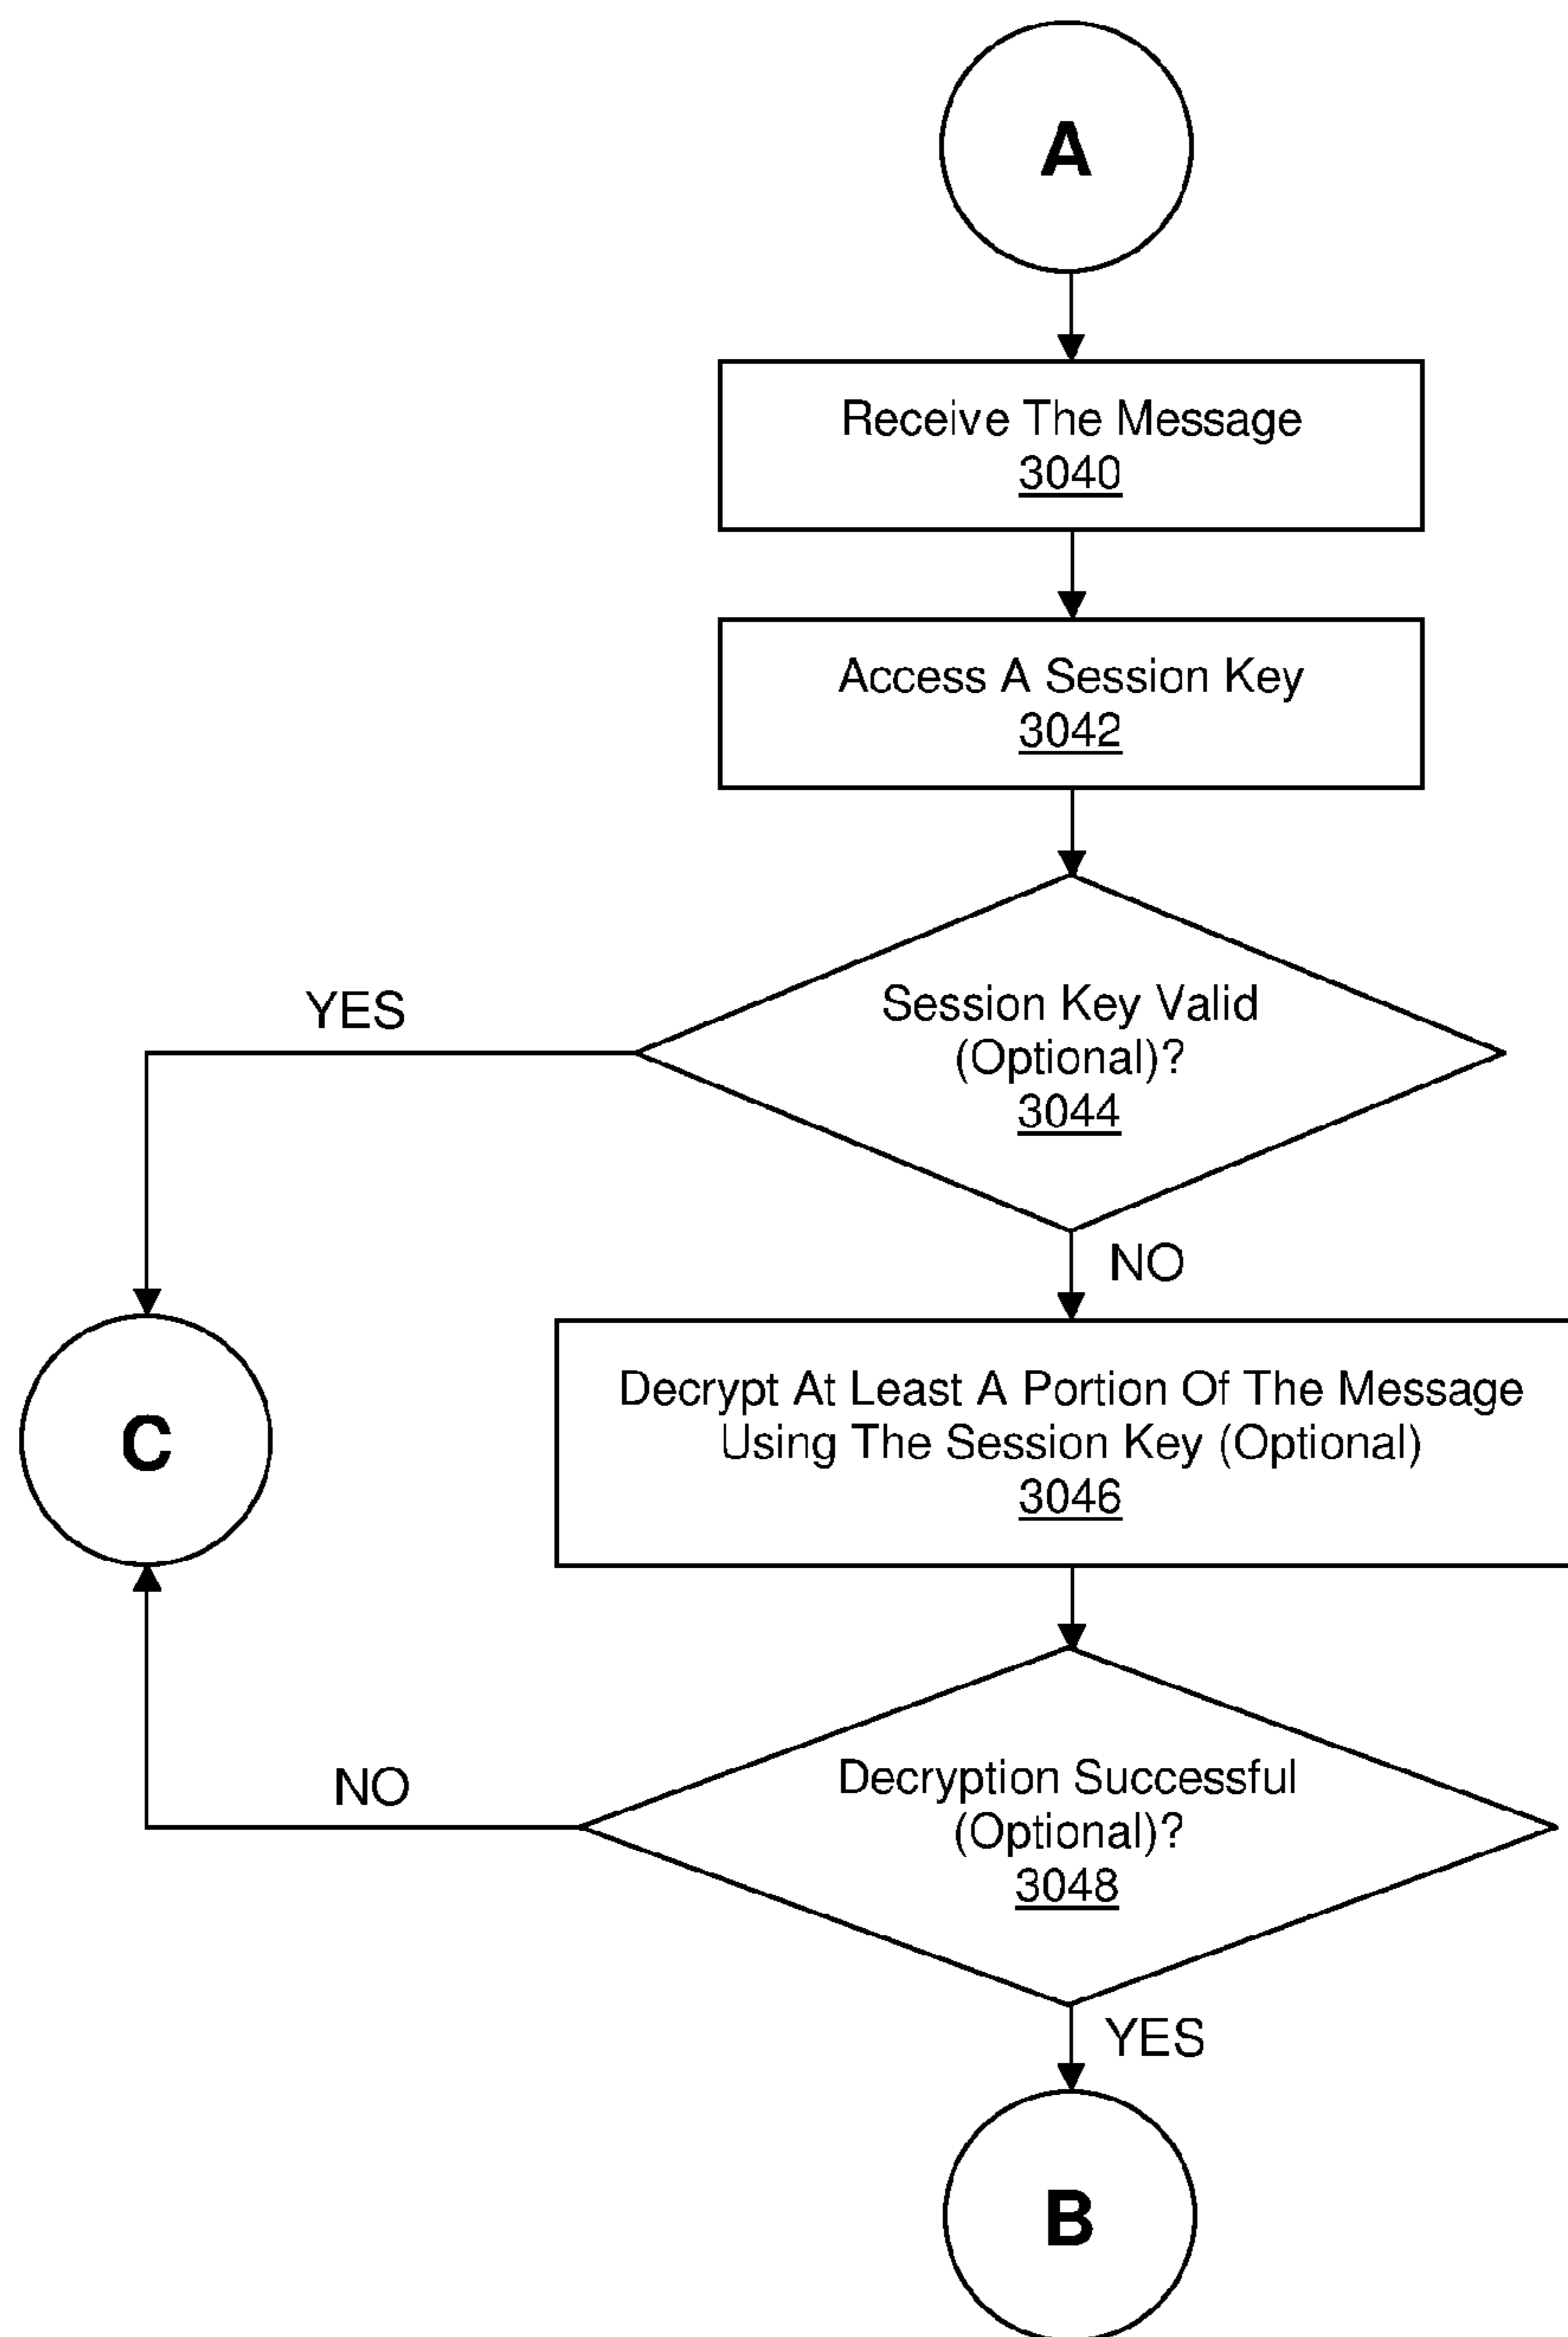 A
Receive The Message
3040
Access A Session Key
3042
Session Key Valid
(Optional)?
3044
YES
NO
Decrypt At Least A Portion Of The Message
Using The Session Key (Optional)
3046
C
Decryption Successful
(Optional)?
3048
NO
YES
B